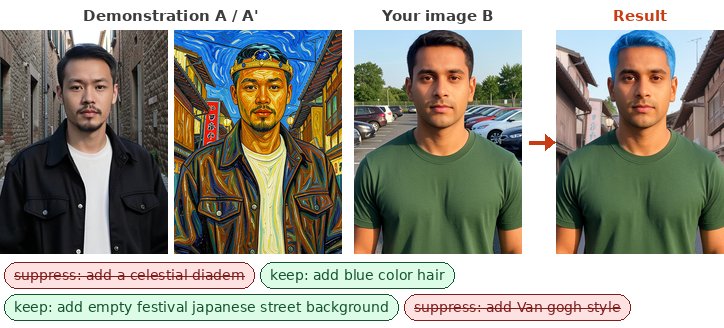 Demonstration A / A'
Your image B
Result
suppress: add a celestial diadem
keep: add blue color hair
keep: add empty festival japanese street background
suppress: add Van gogh style